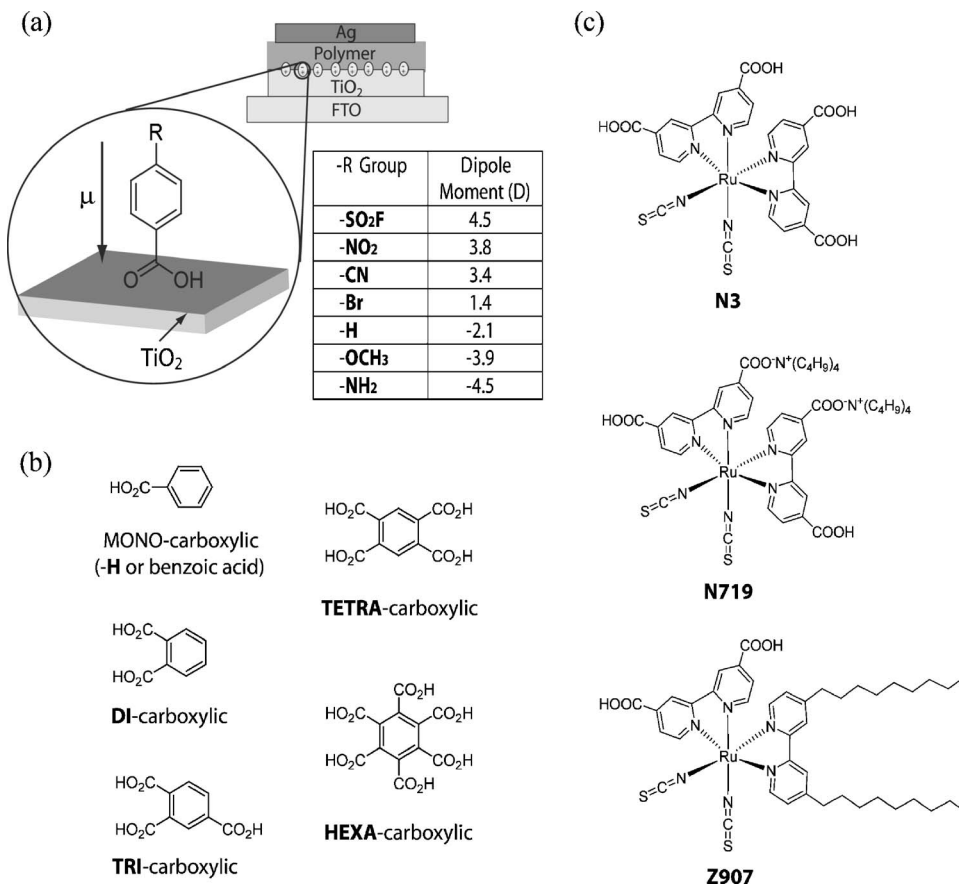 (a)
Ag
Polymer
TiO2
FTO
R
μ
O
OH
TiO2
-R Group Dipole Moment (D)
-SO2F 4.5
-NO2 3.8
-CN 3.4
-Br 1.4
-H -2.1
-OCH3 -3.9
-NH2 -4.5
(b)
HO2C
MONO-carboxylic
(-H or benzoic acid)
HO2C
HO2C
DI-carboxylic
HO2C
HO2C CO2H
TRI-carboxylic
HO2C CO2H
HO2C CO2H
TETRA-carboxylic
CO2H
HO2C CO2H
HO2C CO2H
CO2H
HEXA-carboxylic
(c)
COOH
HOOC COOH
N N N
Ru
S=C=N N
N
C
S
COOH
N3
COO-N+(C4H9)4
HOOC COO-N+(C4H9)4
N N N
Ru
S=C=N N
N
C
S
COOH
N719
COOH
HOOC
N N N
Ru
S=C=N N
N
C
S
Z907